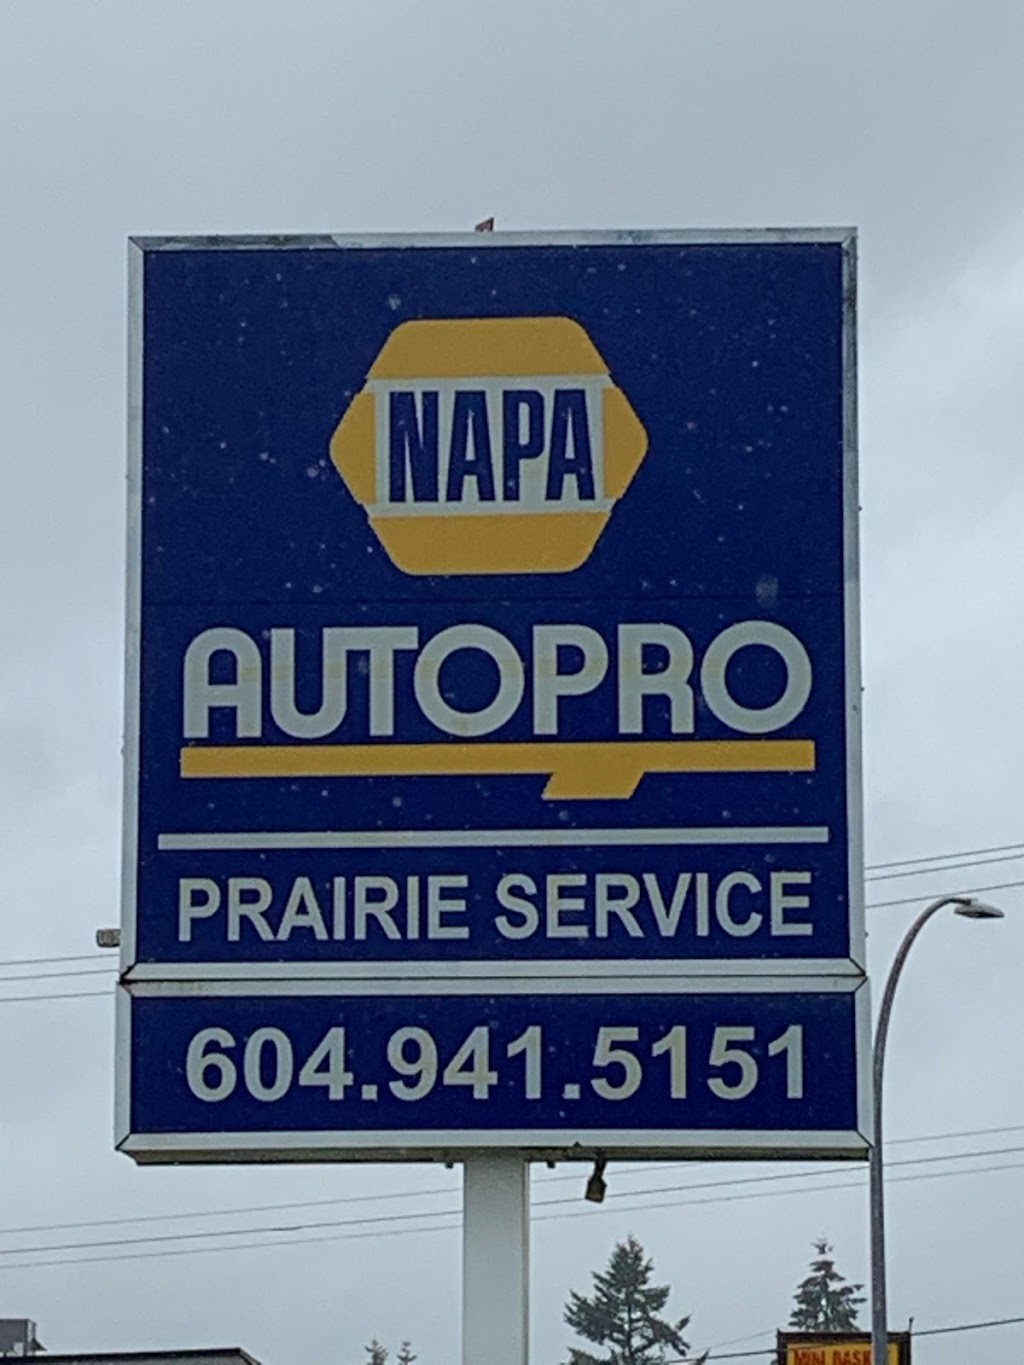 NAPA
AUTOPRO
PRAIRIE SERVICE
604.941.5151